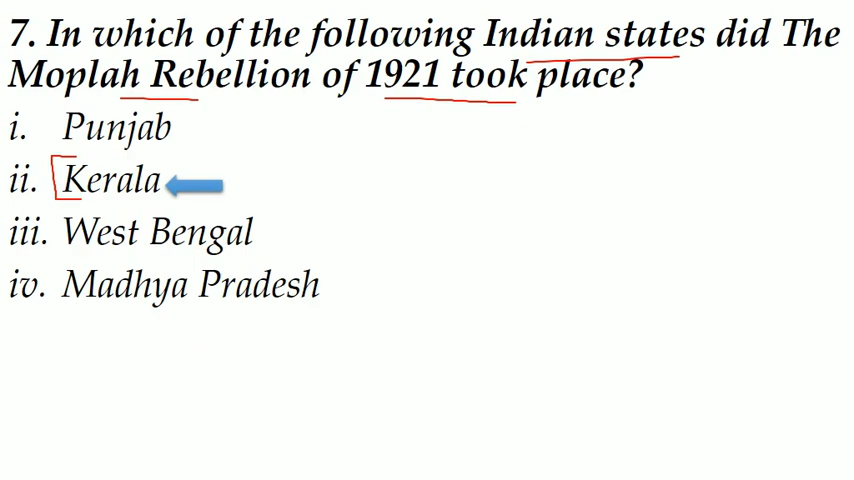 7. In which of the following Indian states did The
Moplah Rebellion of 1921 took place?
i. Punjab
ii. Kerala
iii. West Bengal
iv. Madhya Pradesh